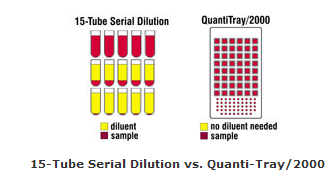 15-Tube Serial Dilution
QuantiTray/2000
diluent
sample
no diluent needed
sample
15-Tube Serial Dilution vs. Quanti-Tray/2000